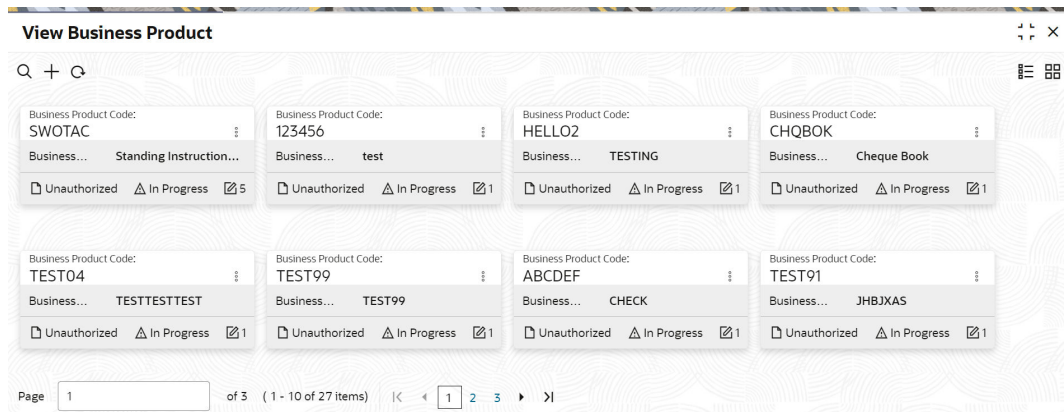 View Business Product
Business Product Code: Business Product Code: Business Product Code: Business Product Code:
SWOTAC 123456 HELLO2 CHQBOK
Business... Standing Instruction... Business... test Business... TESTING Business... Cheque Book
Unauthorized In Progress 5 Unauthorized In Progress 1 Unauthorized In Progress 1 Unauthorized In Progress 1
Business Product Code: Business Product Code: Business Product Code: Business Product Code:
TEST04 TEST99 ABCDEF TEST91
Business... TESTTESTTEST Business... TEST99 Business... CHECK Business... JHBJXAS
Unauthorized In Progress 1 Unauthorized In Progress 1 Unauthorized In Progress 1 Unauthorized In Progress 1
Page 1 of 3 ( 1 - 10 of 27 items) 1 2 3